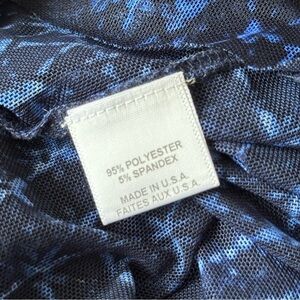 95% POLYESTER
5% SPANDEX
MADE IN U.S.A.
FAITES AUX U.S.A.